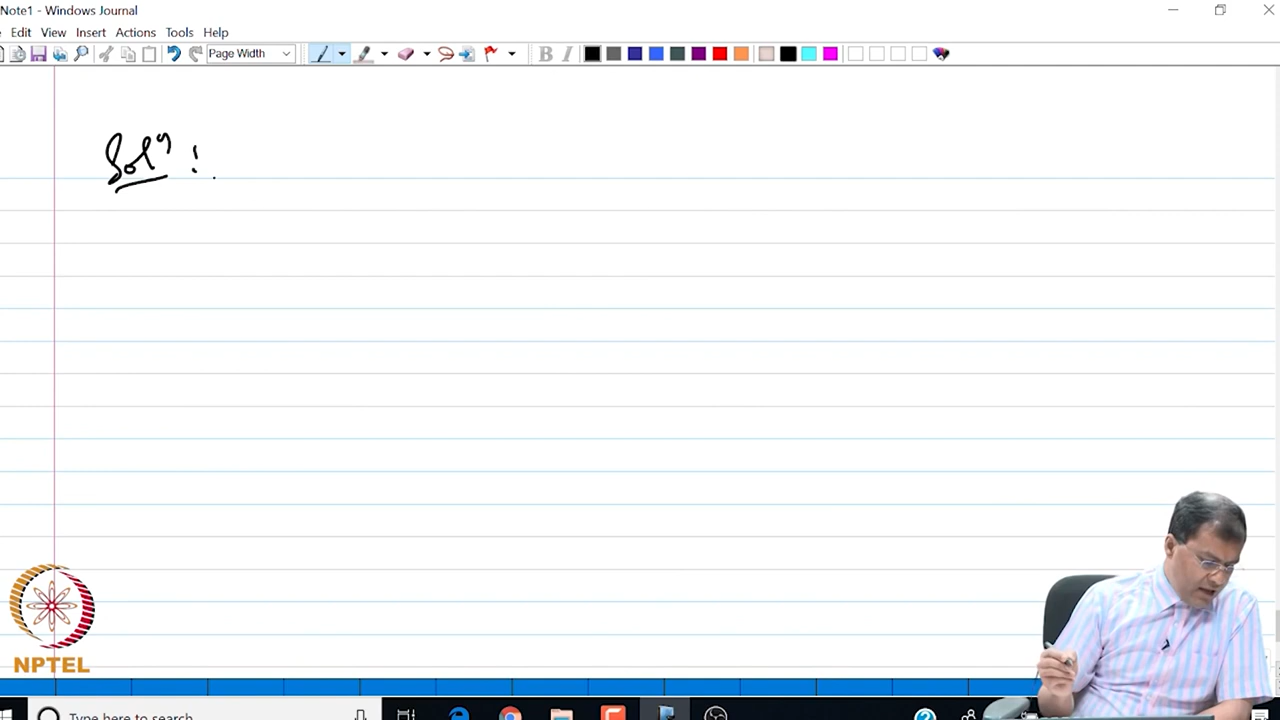 Note1 - Windows Journal
Edit View Insert Actions Tools Help
Page Width B I
Solⁿ :
NPTEL
Type here to search